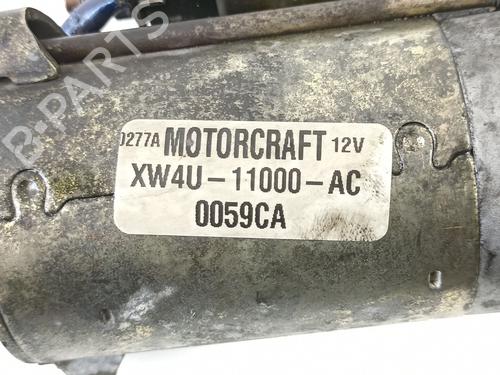 0277A MOTORCRAFT 12V
XW4U-11000-AC
0059CA
B-PARTS